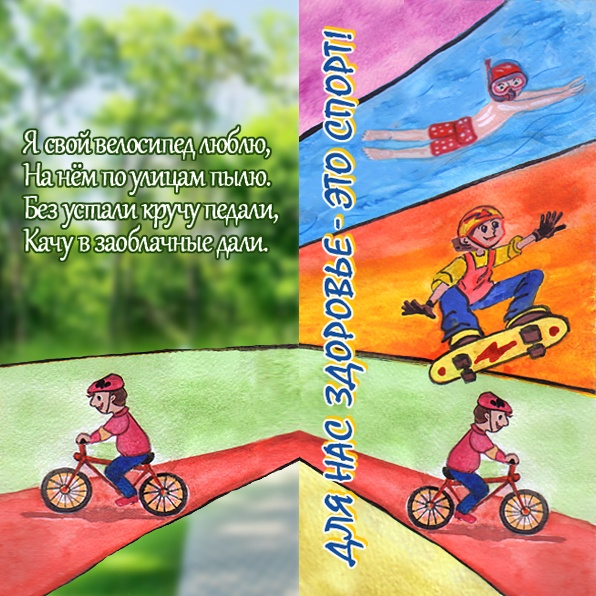 Я свой велосипед люблю,
На нём по улицам пылю.
Без устали кручу педали,
Качу в заоблачные дали.
ДЛЯ НАС ЗДОРОВЬЕ - ЭТО СПОРТ!